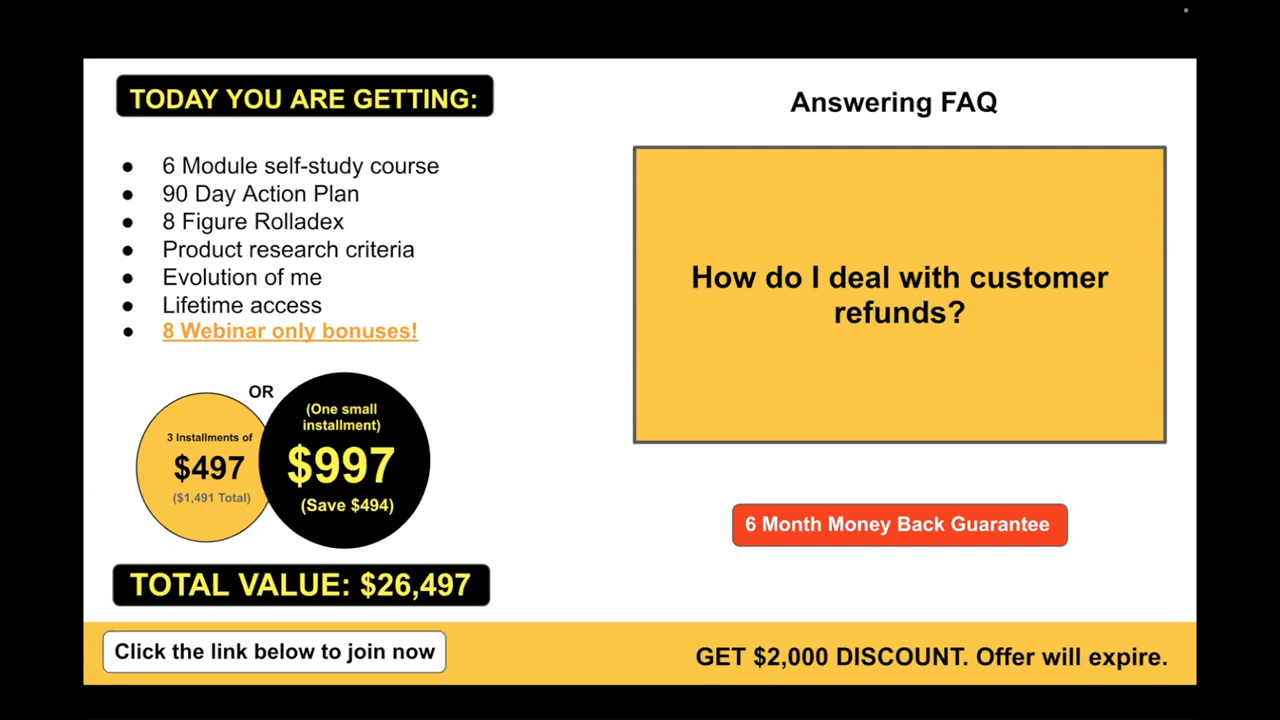 TODAY YOU ARE GETTING:
● 6 Module self-study course
● 90 Day Action Plan
● 8 Figure Rolladex
● Product research criteria
● Evolution of me
● Lifetime access
● 8 Webinar only bonuses!
OR
3 Installments of
$497
($1,491 Total)
(One small
installment)
$997
(Save $494)
TOTAL VALUE: $26,497
Answering FAQ
How do I deal with customer
refunds?
6 Month Money Back Guarantee
Click the link below to join now
GET $2,000 DISCOUNT. Offer will expire.